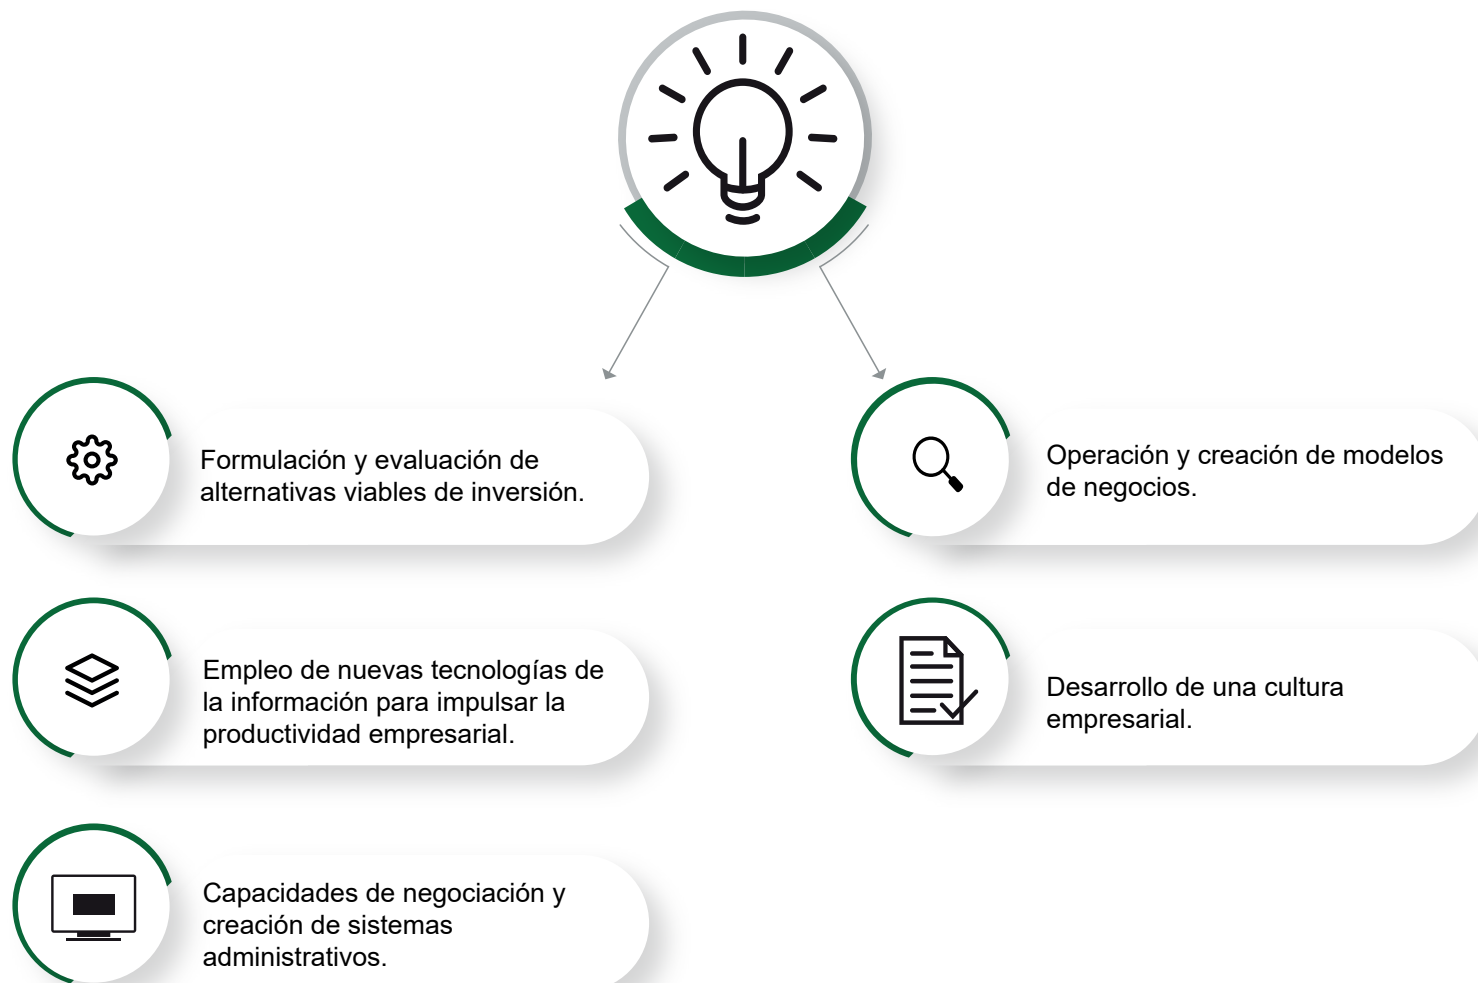 Formulación y evaluación de
alternativas viables de inversión.
Operación y creación de modelos
de negocios.
Empleo de nuevas tecnologías de
la información para impulsar la
productividad empresarial.
Desarrollo de una cultura
empresarial.
Capacidades de negociación y
creación de sistemas
administrativos.